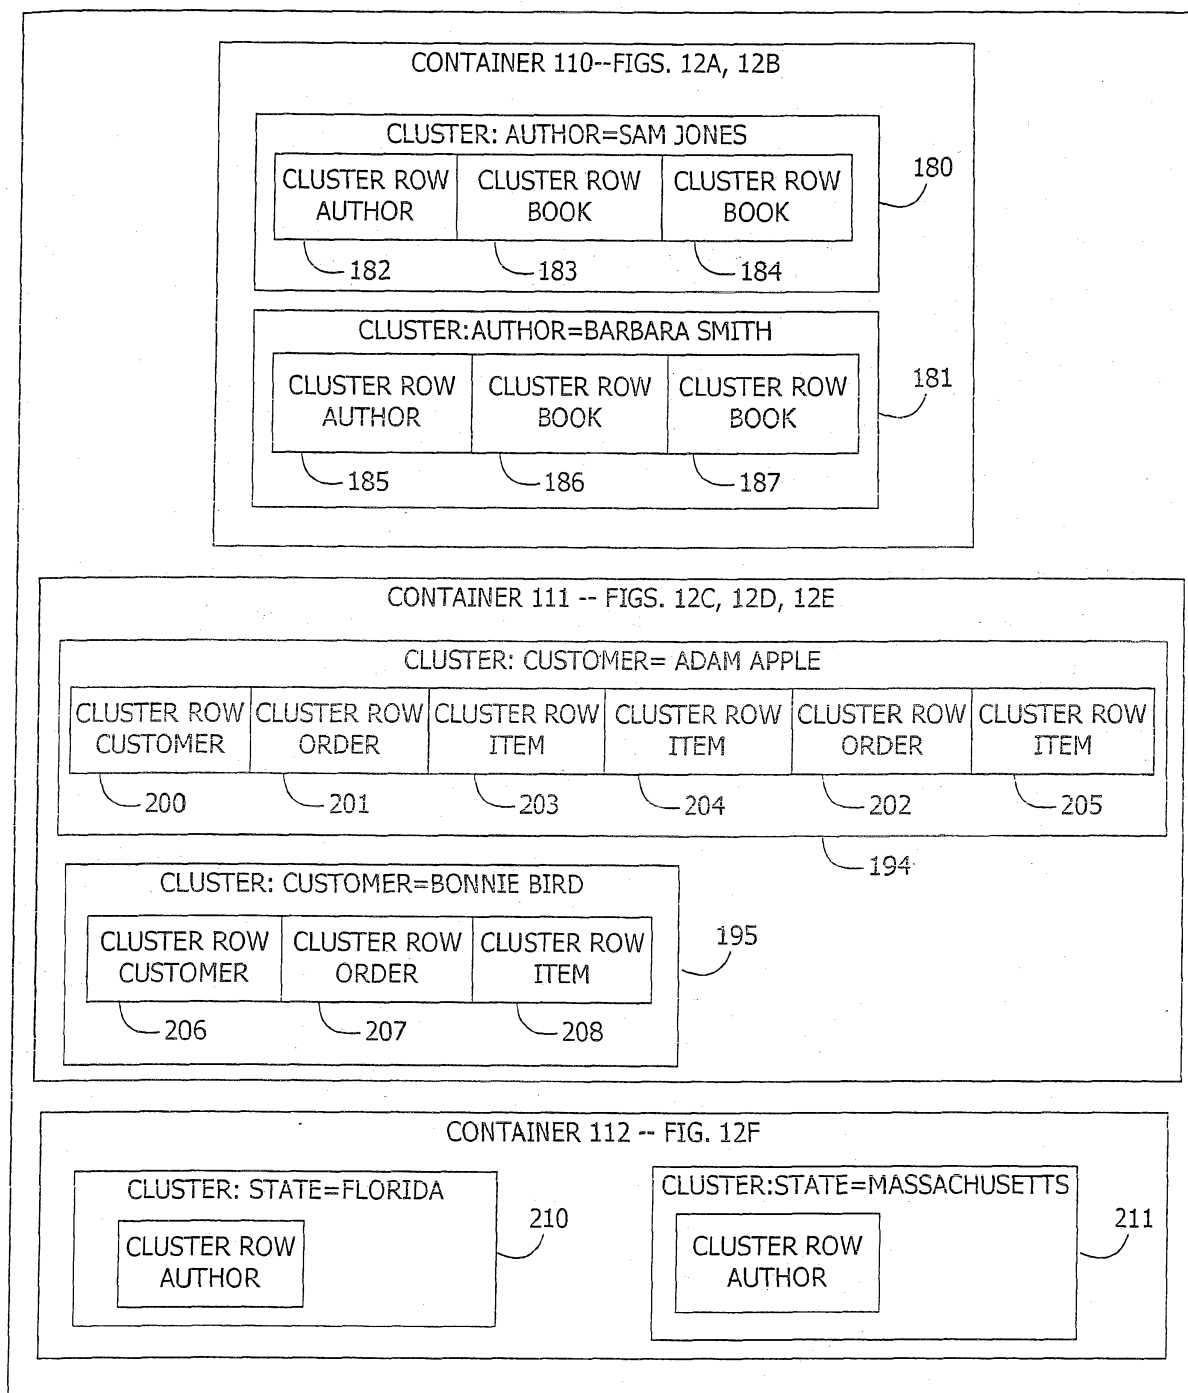 CONTAINER 110--FIGS. 12A, 12B
CLUSTER: AUTHOR=SAM JONES
CLUSTER ROW AUTHOR
CLUSTER ROW BOOK
CLUSTER ROW BOOK
180
182
183
184
CLUSTER:AUTHOR=BARBARA SMITH
CLUSTER ROW AUTHOR
CLUSTER ROW BOOK
CLUSTER ROW BOOK
181
185
186
187
CONTAINER 111 -- FIGS. 12C, 12D, 12E
CLUSTER: CUSTOMER= ADAM APPLE
CLUSTER ROW CUSTOMER
CLUSTER ROW ORDER
CLUSTER ROW ITEM
CLUSTER ROW ITEM
CLUSTER ROW ORDER
CLUSTER ROW ITEM
200
201
203
204
202
205
194
CLUSTER: CUSTOMER=BONNIE BIRD
CLUSTER ROW CUSTOMER
CLUSTER ROW ORDER
CLUSTER ROW ITEM
195
206
207
208
CONTAINER 112 -- FIG. 12F
CLUSTER: STATE=FLORIDA
CLUSTER ROW AUTHOR
210
CLUSTER:STATE=MASSACHUSETTS
CLUSTER ROW AUTHOR
211